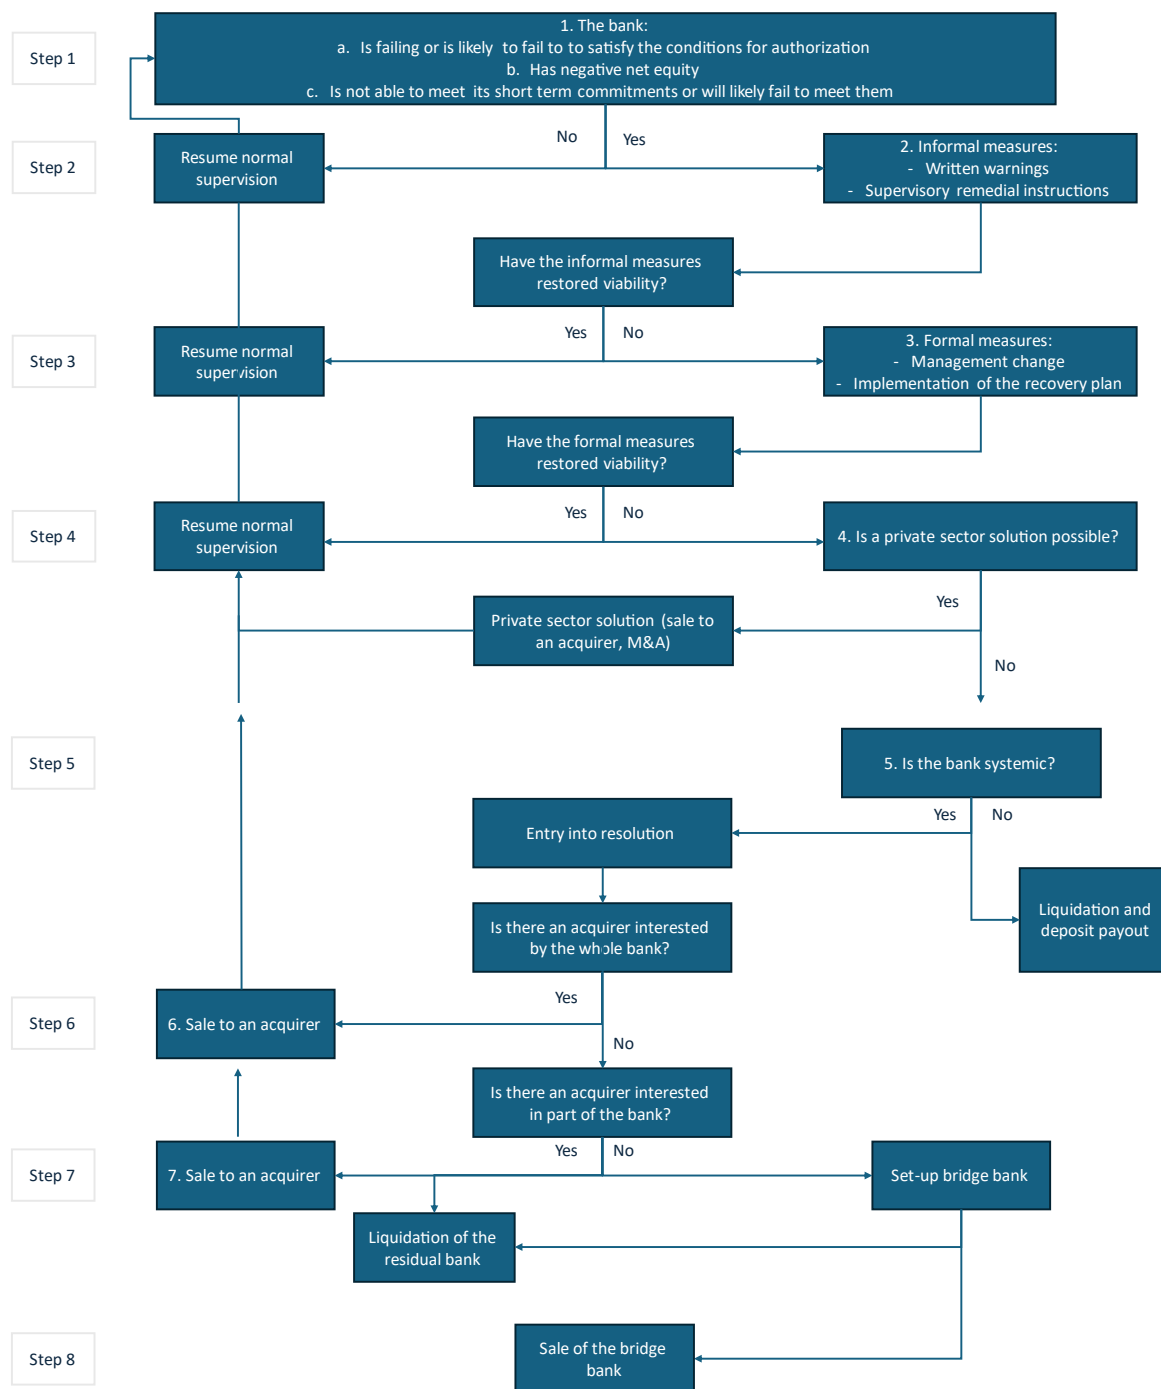 Step 1
1. The bank:
a. Is failing or is likely to fail to to satisfy the conditions for authorization
b. Has negative net equity
c. Is not able to meet its short term commitments or will likely fail to meet them
No
Yes
Step 2
Resume normal
supervision
2. Informal measures:
- Written warnings
- Supervisory remedial instructions
Have the informal measures
restored viability?
Yes
No
Step 3
Resume normal
supervision
3. Formal measures:
- Management change
- Implementation of the recovery plan
Have the formal measures
restored viability?
Yes
No
Step 4
Resume normal
supervision
4. Is a private sector solution possible?
Yes
Private sector solution (sale to
an acquirer, M&A)
No
Step 5
5. Is the bank systemic?
Yes
No
Entry into resolution
Liquidation and
deposit payout
Is there an acquirer interested
by the whole bank?
Yes
Step 6
6. Sale to an acquirer
No
Is there an acquirer interested
in part of the bank?
Yes
No
Step 7
7. Sale to an acquirer
Set-up bridge bank
Liquidation of the
residual bank
Step 8
Sale of the bridge
bank